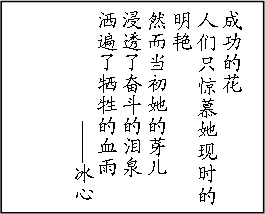 成功的花
人们只惊慕她现时的
明艳
然而当初她的芽儿
浸透了奋斗的泪泉
洒遍了牺牲的血雨
——冰心